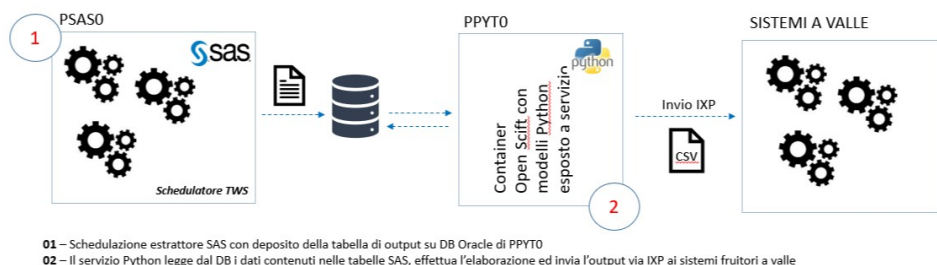 PSAS0
PPYT0
SISTEMI A VALLE
1
sas
Schedulatore TWS
python
Container
Open Scift con
modelli Python
esposto a servizio
Invio IXP
CSV
2
01 – Schedulazione estrattore SAS con deposito della tabella di output su DB Oracle di PPYT0
02 – Il servizio Python legge dal DB i dati contenuti nelle tabelle SAS, effettua l'elaborazione ed invia l'output via IXP ai sistemi fruitori a valle